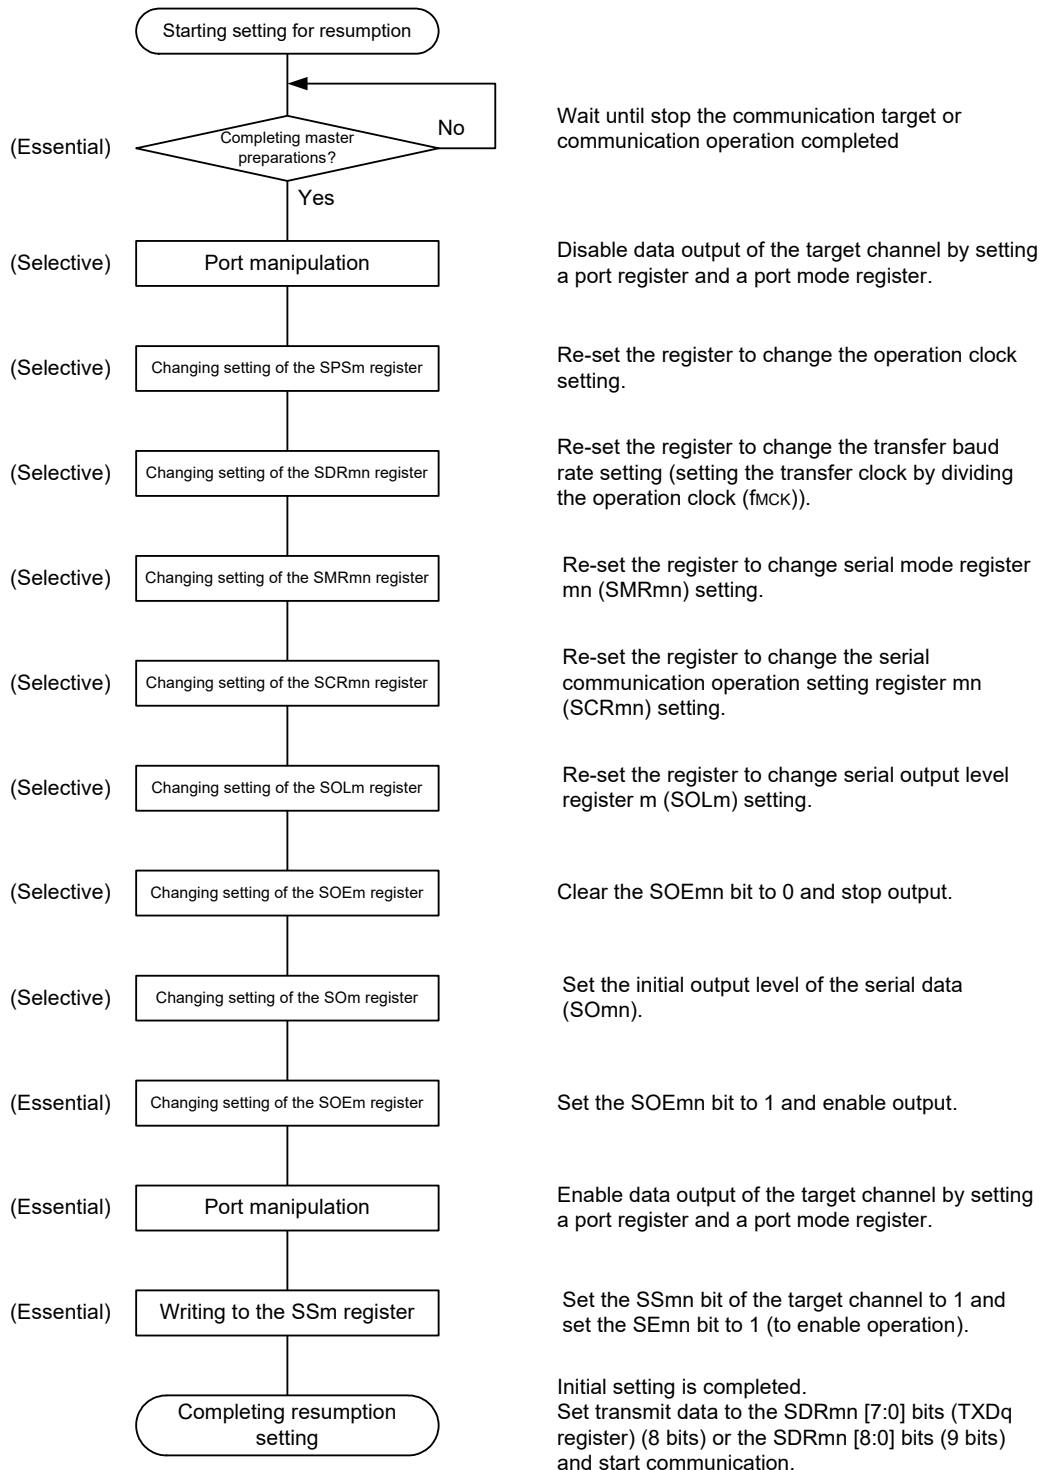 Starting setting for resumption
(Essential)
Completing master
preparations?
No
Yes
Wait until stop the communication target or
communication operation completed
(Selective)
Port manipulation
Disable data output of the target channel by setting
a port register and a port mode register.
(Selective)
Changing setting of the SPSm register
Re-set the register to change the operation clock
setting.
(Selective)
Changing setting of the SDRmn register
Re-set the register to change the transfer baud
rate setting (setting the transfer clock by dividing
the operation clock (fMCK)).
(Selective)
Changing setting of the SMRmn register
Re-set the register to change serial mode register
mn (SMRmn) setting.
(Selective)
Changing setting of the SCRmn register
Re-set the register to change the serial
communication operation setting register mn
(SCRmn) setting.
(Selective)
Changing setting of the SOLm register
Re-set the register to change serial output level
register m (SOLm) setting.
(Selective)
Changing setting of the SOEm register
Clear the SOEmn bit to 0 and stop output.
(Selective)
Changing setting of the SOm register
Set the initial output level of the serial data
(SOmn).
(Essential)
Changing setting of the SOEm register
Set the SOEmn bit to 1 and enable output.
(Essential)
Port manipulation
Enable data output of the target channel by setting
a port register and a port mode register.
(Essential)
Writing to the SSm register
Set the SSmn bit of the target channel to 1 and
set the SEmn bit to 1 (to enable operation).
Completing resumption
setting
Initial setting is completed.
Set transmit data to the SDRmn [7:0] bits (TXDq
register) (8 bits) or the SDRmn [8:0] bits (9 bits)
and start communication.